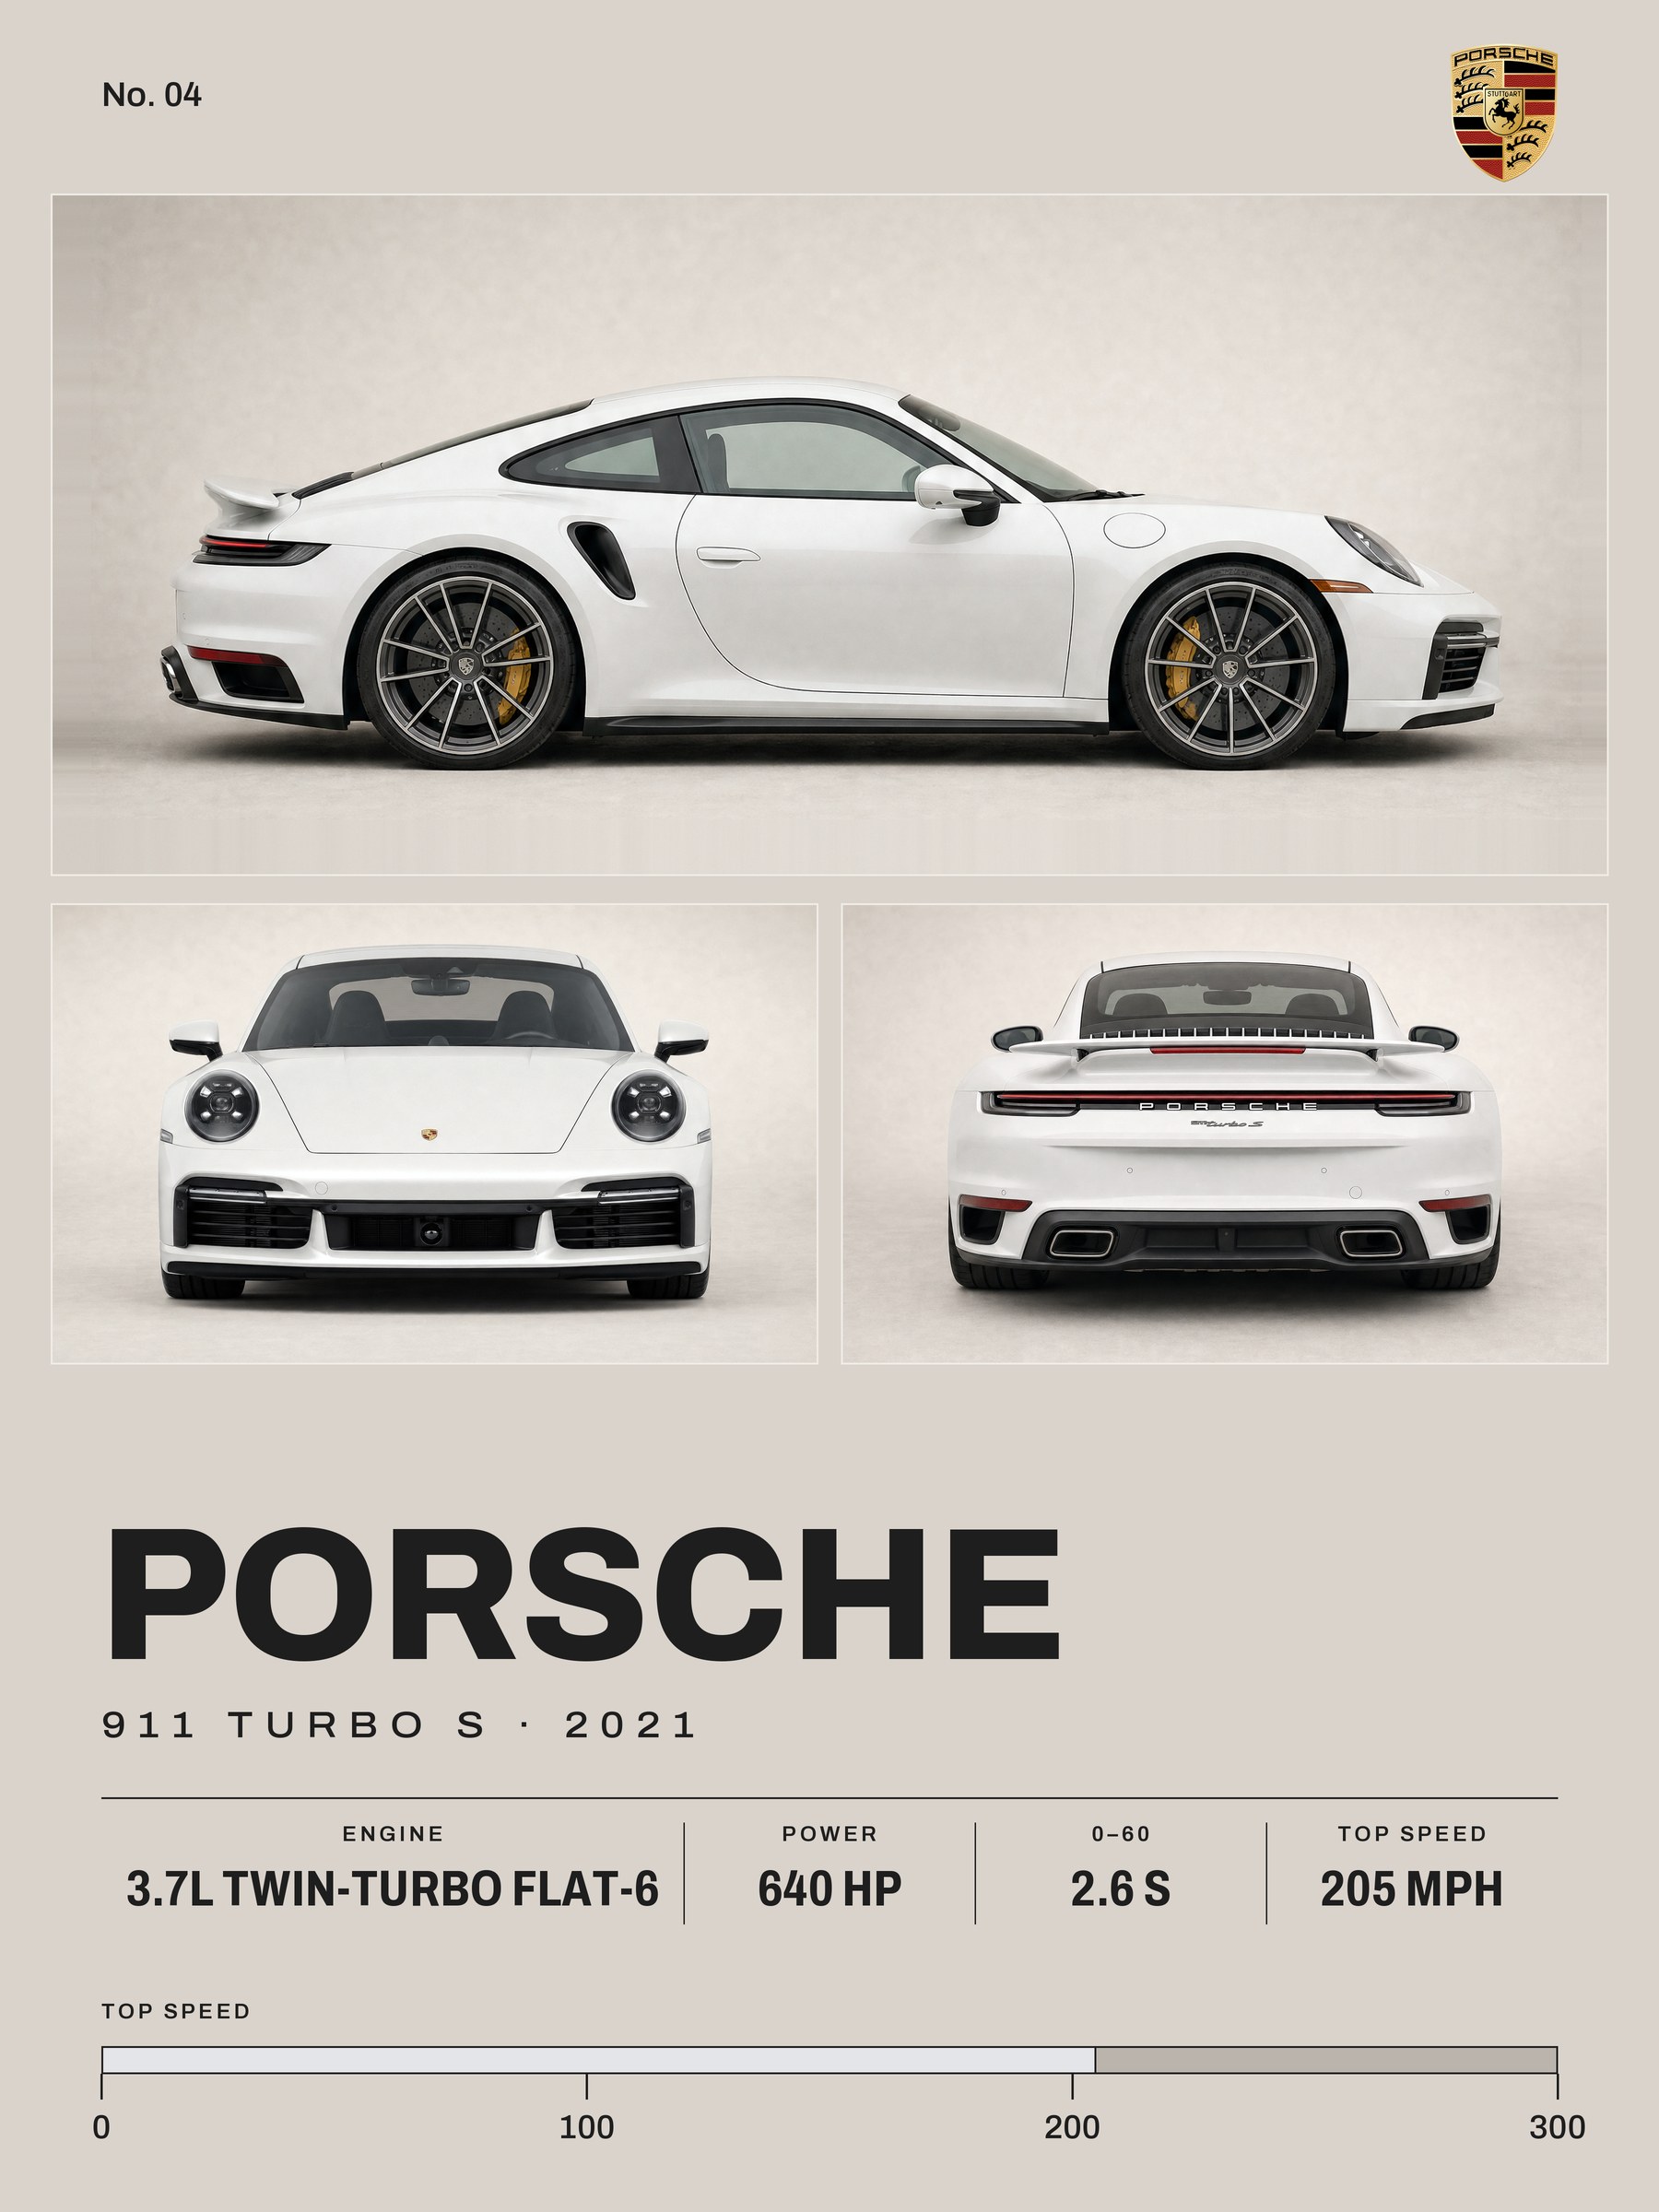 No. 04
PORSCHE
STUTTGART
PORSCHE
turbo S
PORSCHE
911 TURBO S · 2021
ENGINE
3.7L TWIN-TURBO FLAT-6
POWER
640 HP
0–60
2.6 S
TOP SPEED
205 MPH
TOP SPEED
0 100 200 300